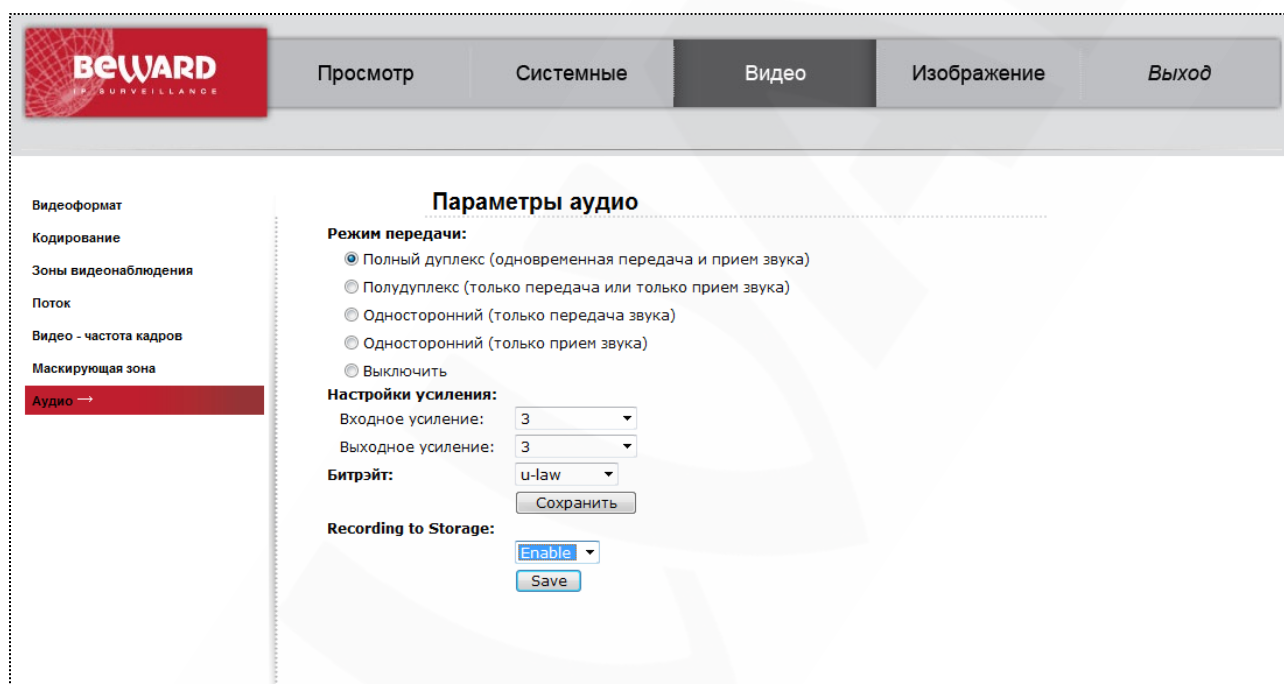 BEWARD
IP SURVEILLANCE
Просмотр
Системные
Видео
Изображение
Выход
Видеоформат
Кодирование
Зоны видеонаблюдения
Поток
Видео - частота кадров
Маскирующая зона
Аудио →
Параметры аудио
Режим передачи:
Полный дуплекс (одновременная передача и прием звука)
Полудуплекс (только передача или только прием звука)
Односторонний (только передача звука)
Односторонний (только прием звука)
Выключить
Настройки усиления:
Входное усиление: 3
Выходное усиление: 3
Битрэйт: u-law
Сохранить
Recording to Storage:
Enable
Save